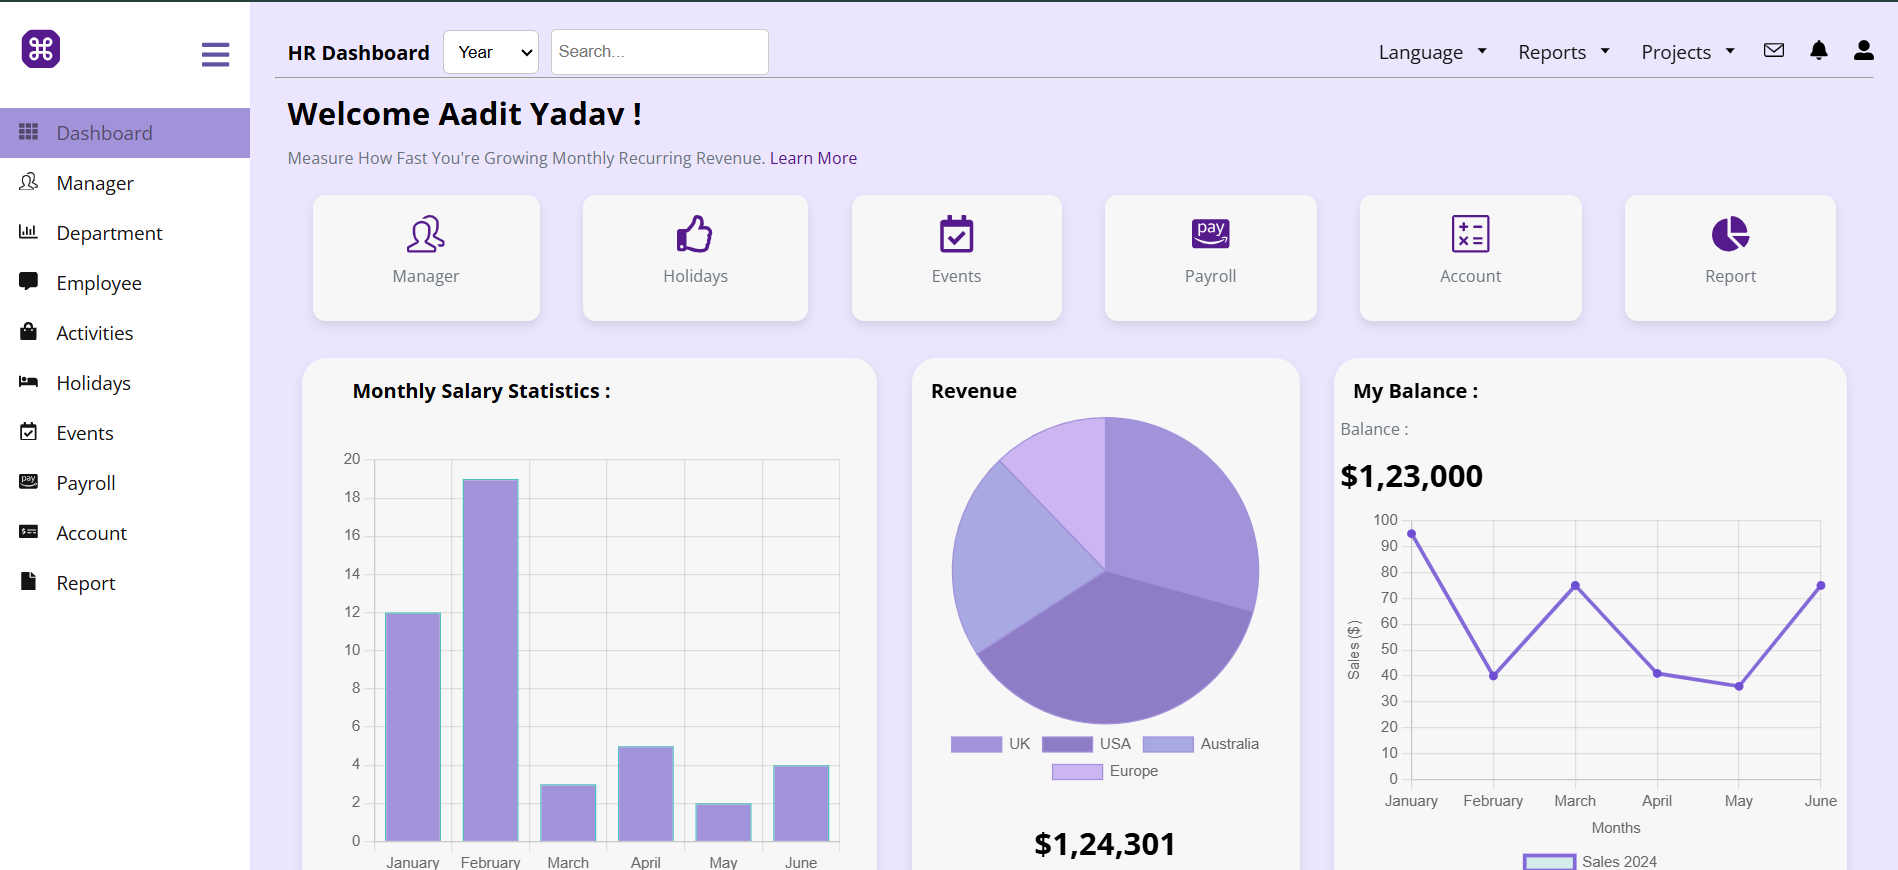 HR Dashboard
Year
Search...
Language
Reports
Projects
Dashboard
Manager
Department
Employee
Activities
Holidays
Events
Payroll
Account
Report
Welcome Aadit Yadav !
Measure How Fast You're Growing Monthly Recurring Revenue. Learn More
Manager
Holidays
Events
pay
Payroll
Account
Report
Monthly Salary Statistics :
20
18
16
14
12
10
8
6
4
2
0
January February March April May June
Revenue
UK USA Australia
Europe
$1,24,301
My Balance :
Balance :
$1,23,000
100
90
80
70
60
50
40
30
20
10
0
Sales ($)
January February March April May June
Months
Sales 2024